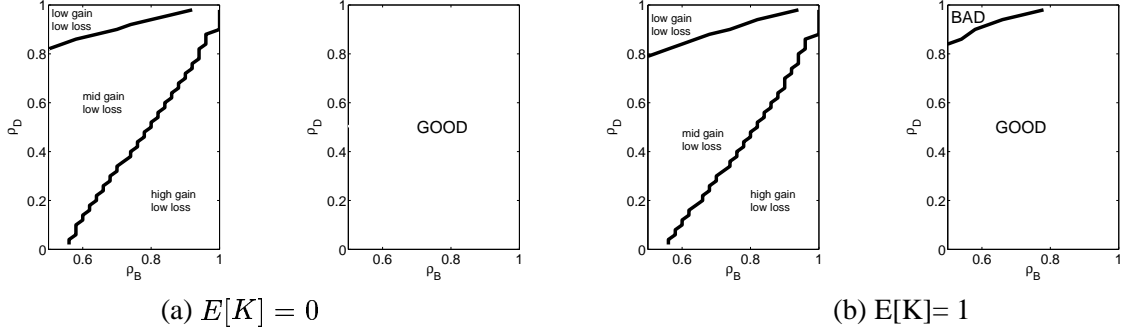 low gain
low loss
mid gain
low loss
high gain
low loss
1
0.8
0.6
0.4
0.2
0
0.6
0.8
1
ρD
ρB
GOOD
1
0.8
0.6
0.4
0.2
0
0.6
0.8
1
ρD
ρB
(a) E[K] = 0
low gain
low loss
mid gain
low loss
high gain
low loss
1
0.8
0.6
0.4
0.2
0
0.6
0.8
1
ρD
ρB
BAD
GOOD
1
0.8
0.6
0.4
0.2
0
0.6
0.8
1
ρD
ρB
(b) E[K]= 1